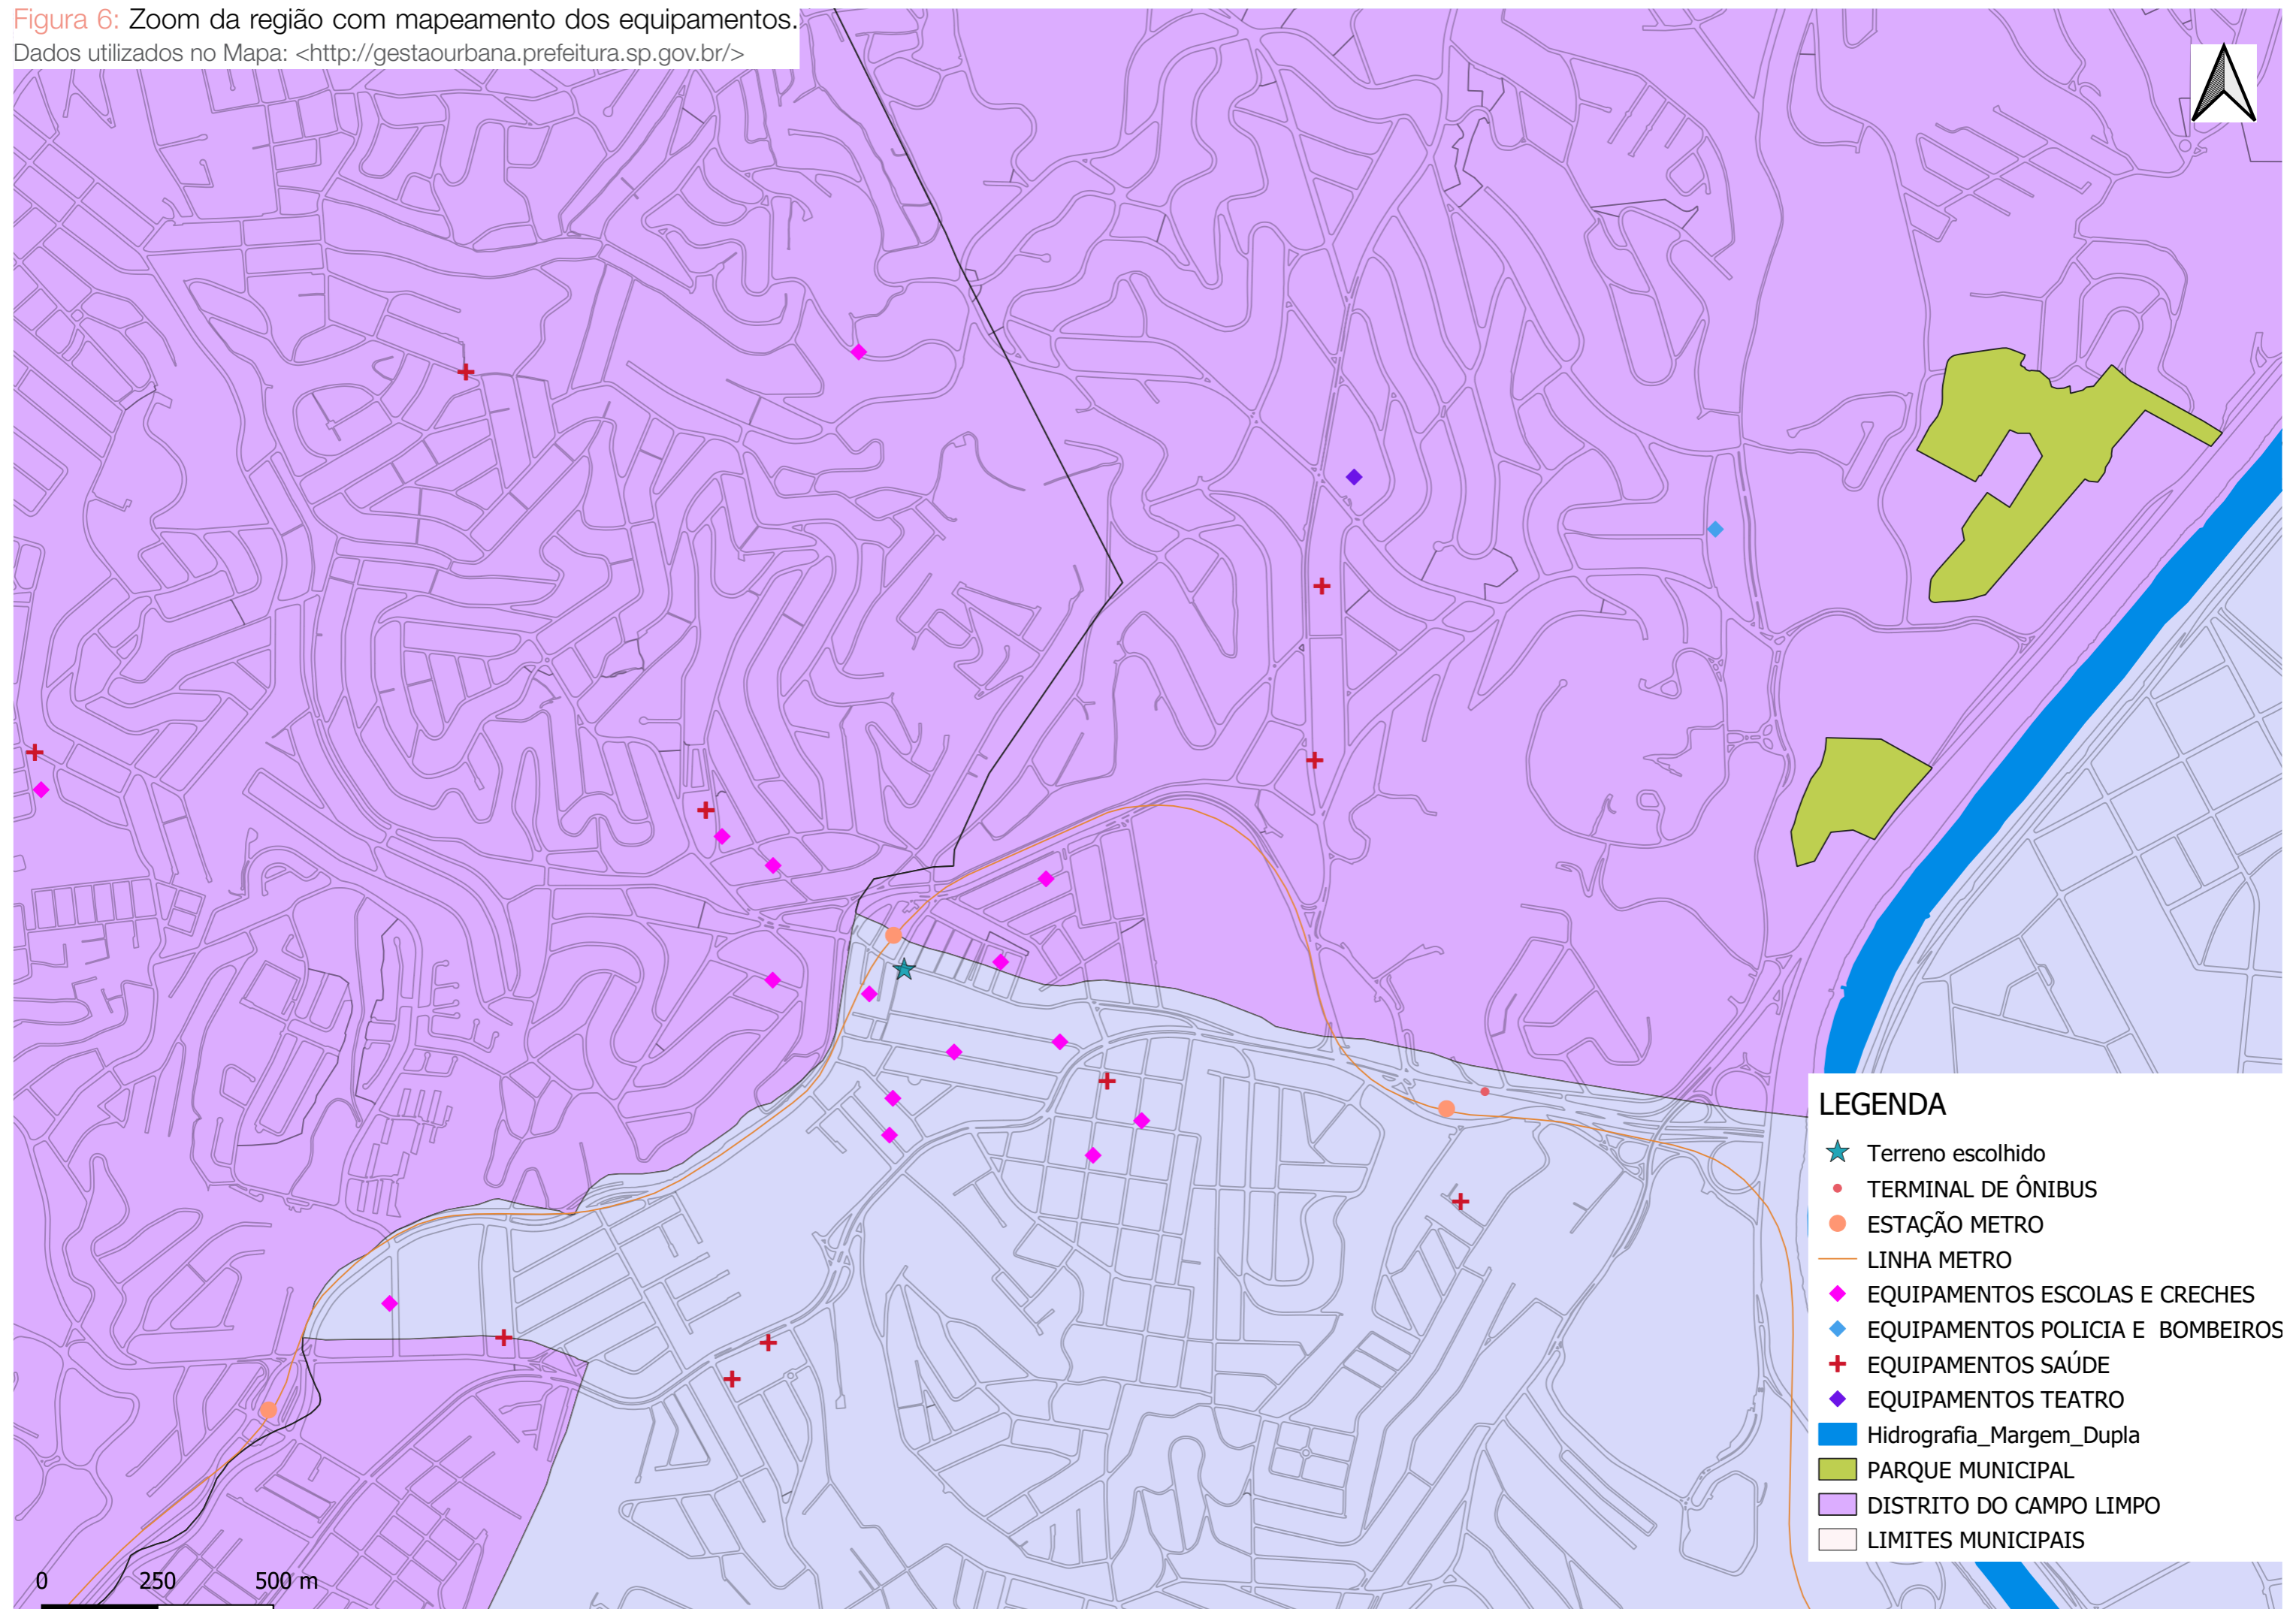 Figura 6: Zoom da região com mapeamento dos equipamentos.
Dados utilizados no Mapa: <http://gestaourbana.prefeitura.sp.gov.br/>
LEGENDA
Terreno escolhido
TERMINAL DE ÔNIBUS
ESTAÇÃO METRO
LINHA METRO
EQUIPAMENTOS ESCOLAS E CRECHES
EQUIPAMENTOS POLICIA E BOMBEIROS
EQUIPAMENTOS SAÚDE
EQUIPAMENTOS TEATRO
Hidrografia_Margem_Dupla
PARQUE MUNICIPAL
DISTRITO DO CAMPO LIMPO
LIMITES MUNICIPAIS
0 250 500 m